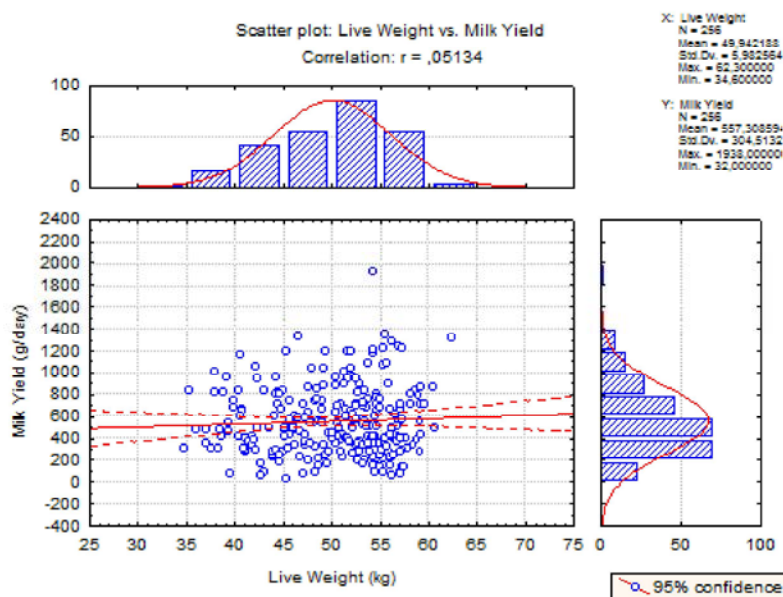 Scatter plot: Live Weight vs. Milk Yield
Correlation: r = ,05134
X: Live Weight
N = 256
Mean = 49,942188
Std.Dv. = 5,982564
Max. = 62,300000
Min. = 34,600000
Y: Milk Yield
N = 256
Mean = 557,308594
Std.Dv. = 304,5132
Max. = 1938,000000
Min. = 32,000000
100
50
0
2400
2200
2000
1800
1600
1400
1200
1000
800
600
400
200
0
-200
-400
Milk Yield (g/day)
25 30 35 40 45 50 55 60 65 70 75
0 50 100
Live Weight (kg)
95% confidence